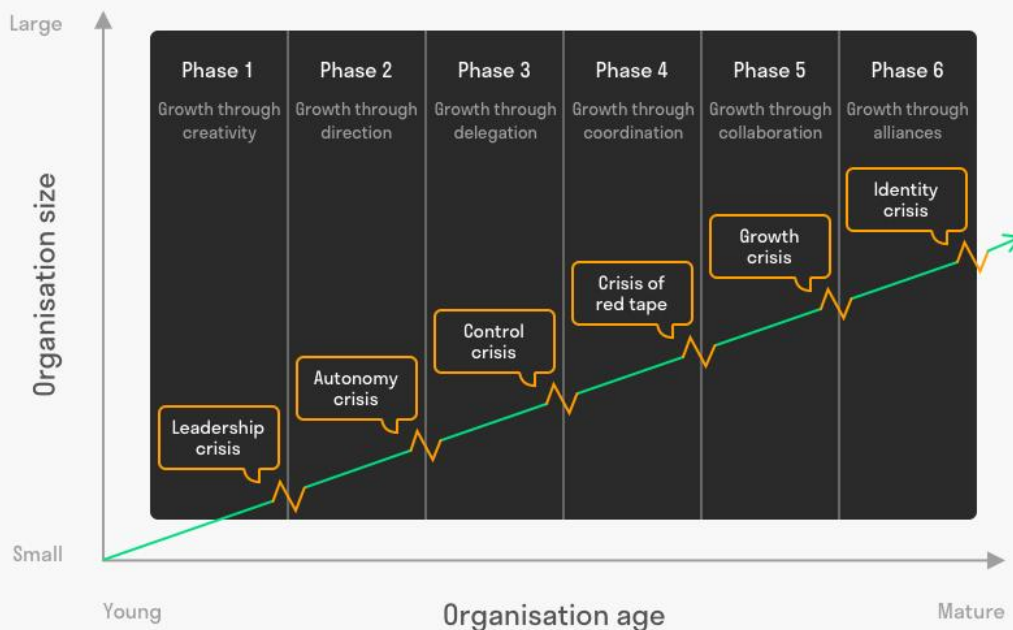 Large
Phase 1
Phase 2
Phase 3
Phase 4
Phase 5
Phase 6
Growth through
creativity
Growth through
direction
Growth through
delegation
Growth through
coordination
Growth through
collaboration
Growth through
alliances
Organisation size
Identity
crisis
Growth
crisis
Crisis of
red tape
Control
crisis
Autonomy
crisis
Leadership
crisis
Small
Young
Organisation age
Mature